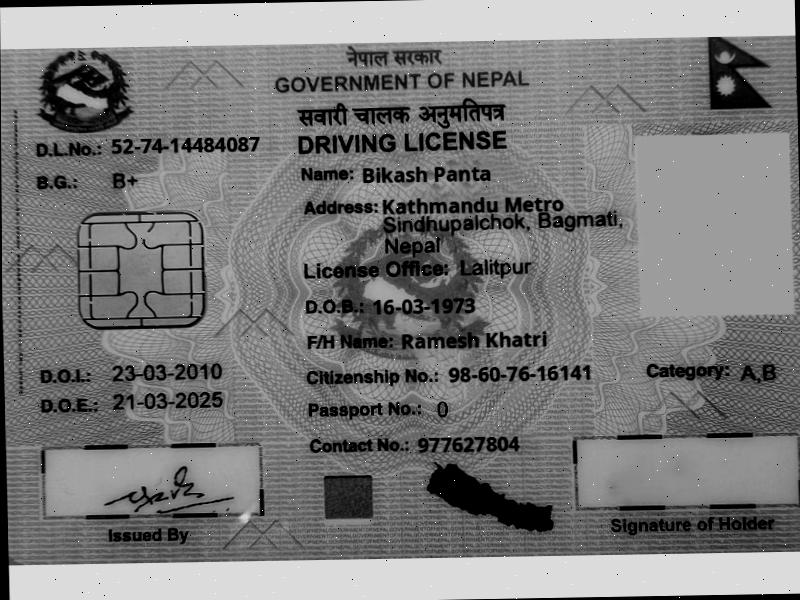 नेपाल सरकार
GOVERNMENT OF NEPAL
सवारी चालक अनुमतिपत्र
DRIVING LICENSE
D.L.No.: 52-74-14484087
B.G.: B+
Name: Bikash Panta
Address: Kathmandu Metro
Sindhupalchok, Bagmati,
Nepal
License Office: Lalitpur
D.O.B.: 16-03-1973
F/H Name: Ramesh Khatri
D.O.I.: 23-03-2010
Citizenship No.: 98-60-76-16141
Category: A,B
D.O.E.: 21-03-2025
Passport No.: 0
Contact No.: 977627804
Issued By
Signature of Holder